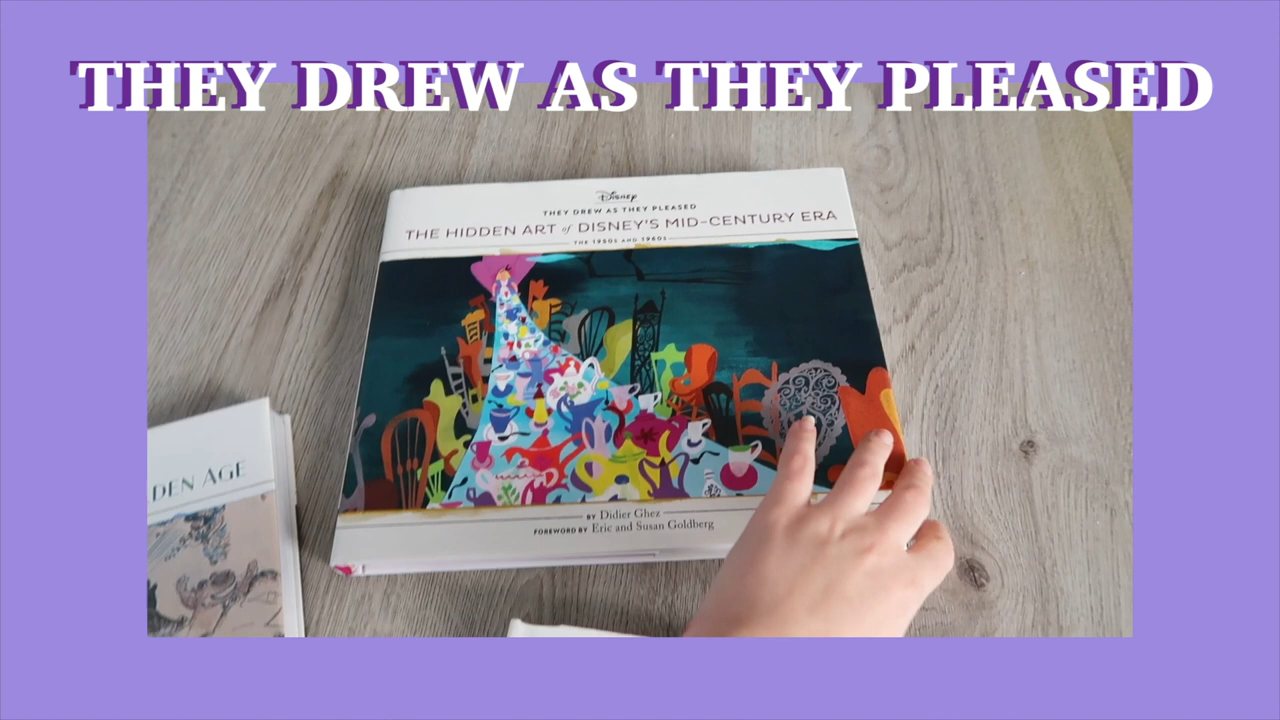 THEY DREW AS THEY PLEASED
Disney
THEY DREW AS THEY PLEASED
THE HIDDEN ART of DISNEY'S MID-CENTURY ERA
THE 1950s AND 1960s
BY Didier Ghez
FOREWORD BY Eric and Susan Goldberg
DEN AGE